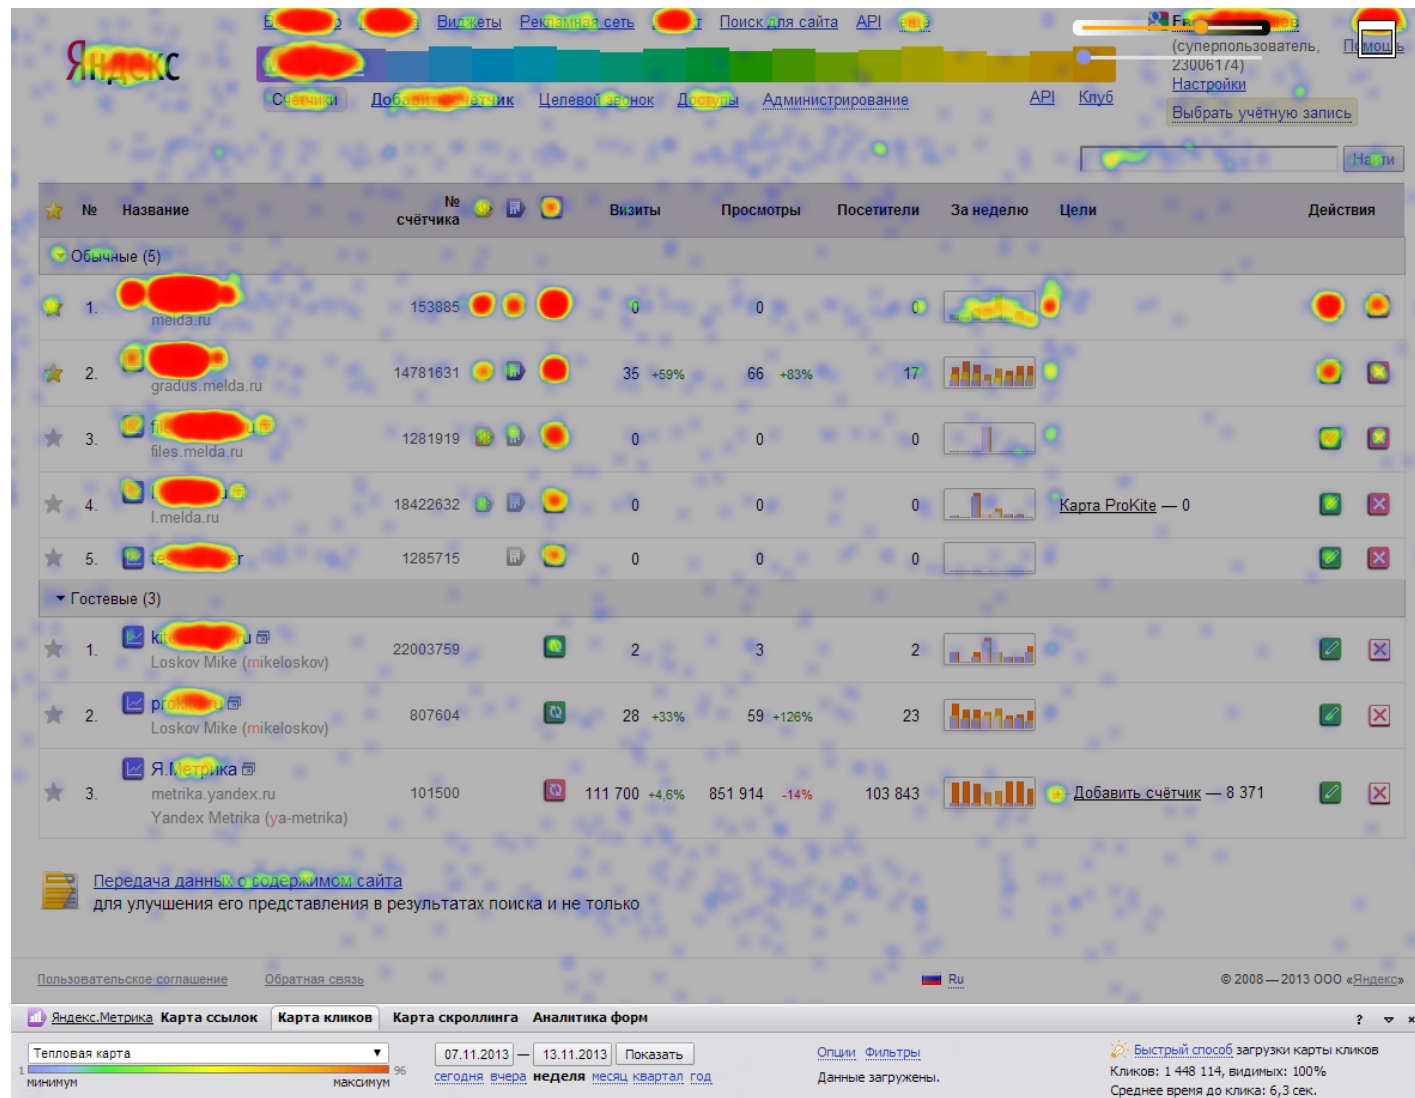 Виджеты Рекламная сеть Поиск для сайта API ещё
Яндекс
(суперпользователь,
23006174)
Помощь
Настройки
Выбрать учётную запись
Счётчики Добавить счётчик Целевой звонок Доступы Администрирование API Клуб
Найти
№ Название № счётчика Визиты Просмотры Посетители За неделю Цели Действия
Обычные (5)
1. 153885 0 0 0
melda.ru
2. 14781631 35 +59% 66 +83% 17
gradus.melda.ru
3. 1281919 0 0 0
files.melda.ru
4. 18422632 0 0 0 Карта ProKite — 0
l.melda.ru
5. 1285715 0 0 0
Гостевые (3)
1. 22003759 2 3 2
Loskov Mike (mikeloskov)
2. 807604 28 +33% 59 +126% 23
Loskov Mike (mikeloskov)
3. Я.Метрика 101500 111 700 +4,6% 851 914 -14% 103 843 Добавить счётчик — 8 371
metrika.yandex.ru
Yandex Metrika (ya-metrika)
Передача данных о содержимом сайта
для улучшения его представления в результатах поиска и не только
Пользовательское соглашение Обратная связь Ru © 2008—2013 ООО «Яндекс»
Яндекс.Метрика Карта ссылок Карта кликов Карта скроллинга Аналитика форм ?
Тепловая карта 07.11.2013 — 13.11.2013 Показать Опции Фильтры Быстрый способ загрузки карты кликов
1 96
минимум максимум
сегодня вчера неделя месяц квартал год
Данные загружены.
Кликов: 1 448 114, видимых: 100%
Среднее время до клика: 6,3 сек.